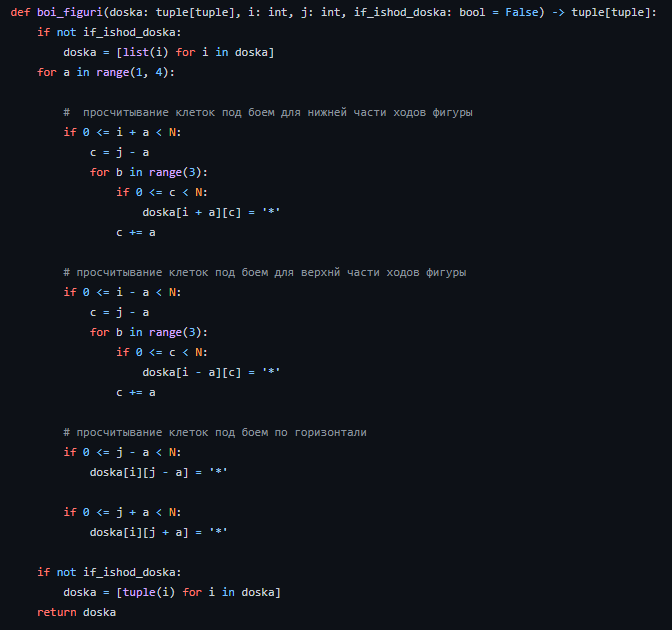 def boi_figuri(doska: tuple[tuple], i: int, j: int, if_ishod_doska: bool = False) -> tuple[tuple]:
    if not if_ishod_doska:
        doska = [list(i) for i in doska]
    for a in range(1, 4):

        #  просчитывание клеток под боем для нижней части ходов фигуры
        if 0 <= i + a < N:
            c = j - a
            for b in range(3):
                if 0 <= c < N:
                    doska[i + a][c] = '*'
                c += a

        # просчитывание клеток под боем для верхнй части ходов фигуры
        if 0 <= i - a < N:
            c = j - a
            for b in range(3):
                if 0 <= c < N:
                    doska[i - a][c] = '*'
                c += a

        # просчитывание клеток под боем по горизонтали
        if 0 <= j - a < N:
            doska[i][j - a] = '*'

        if 0 <= j + a < N:
            doska[i][j + a] = '*'

    if not if_ishod_doska:
        doska = [tuple(i) for i in doska]
    return doska